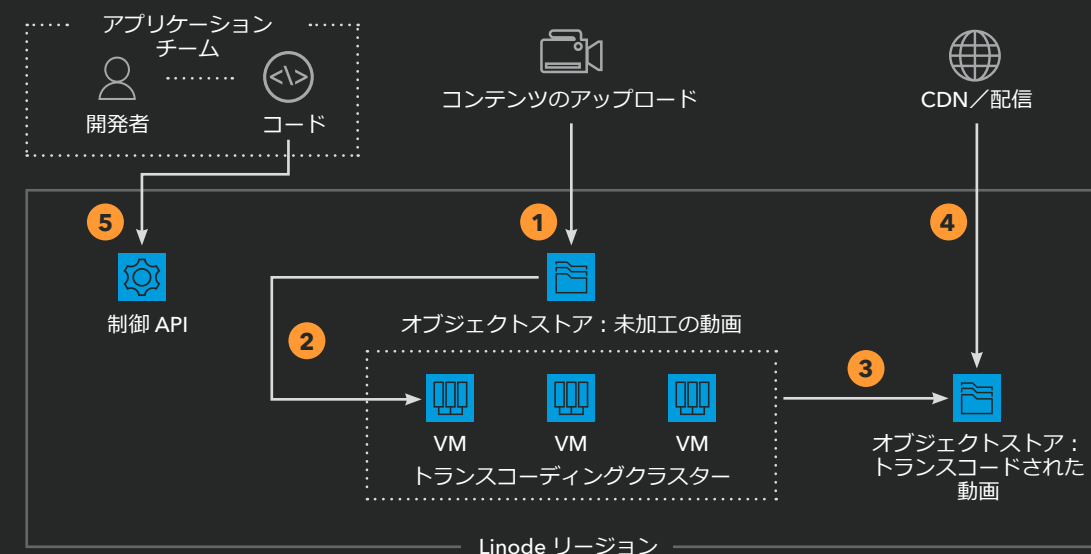 アプリケーション
チーム
開発者
コード
コンテンツのアップロード
CDN／配信
5
1
4
制御 API
オブジェクトストア：未加工の動画
2
3
VM
VM
VM
トランスコーディングクラスター
オブジェクトストア：
トランスコードされた
動画
Linode リージョン